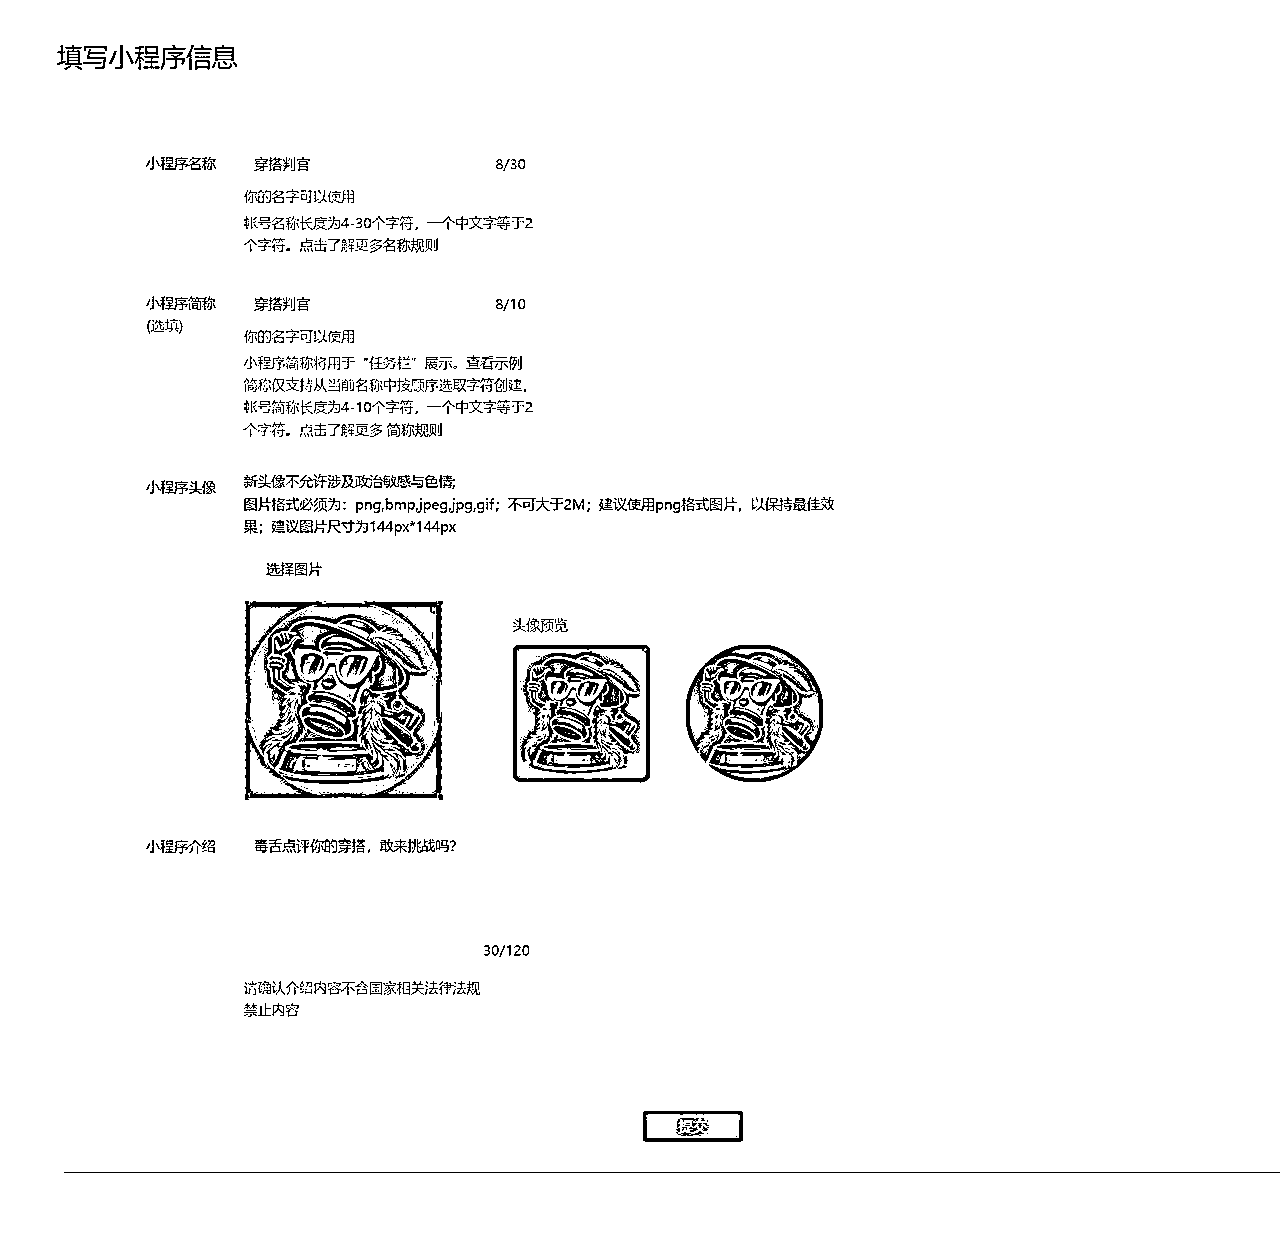 填写小程序信息
小程序名称 穿搭判官 8/30
你的名字可以使用
帐号名称长度为4-30个字符，一个中文字等于2
个字符。点击了解更多名称规则
小程序简称 穿搭判官 8/10
(选填)
你的名字可以使用
小程序简称将用于“任务栏”展示。查看示例
简称仅支持从当前名称中按顺序选取字符创建。
帐号简称长度为4-10个字符，一个中文字等于2
个字符。点击了解更多 简称规则
小程序头像
新头像不允许涉及政治敏感与色情;
图片格式必须为：png,bmp,jpeg,jpg,gif；不可大于2M；建议使用png格式图片，以保持最佳效
果；建议图片尺寸为144px*144px
选择图片
头像预览
小程序介绍 毒舌点评你的穿搭，敢来挑战吗?
30/120
请确认介绍内容不含国家相关法律法规
禁止内容
提交